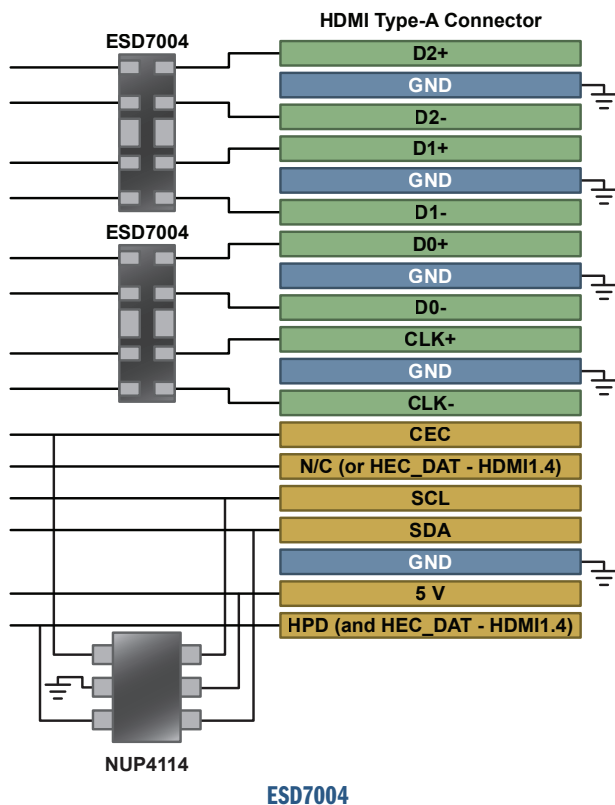 HDMI Type-A Connector
ESD7004
D2+
GND
D2-
D1+
GND
D1-
ESD7004
D0+
GND
D0-
CLK+
GND
CLK-
CEC
N/C (or HEC_DAT - HDMI1.4)
SCL
SDA
GND
5 V
HPD (and HEC_DAT - HDMI1.4)
NUP4114
ESD7004